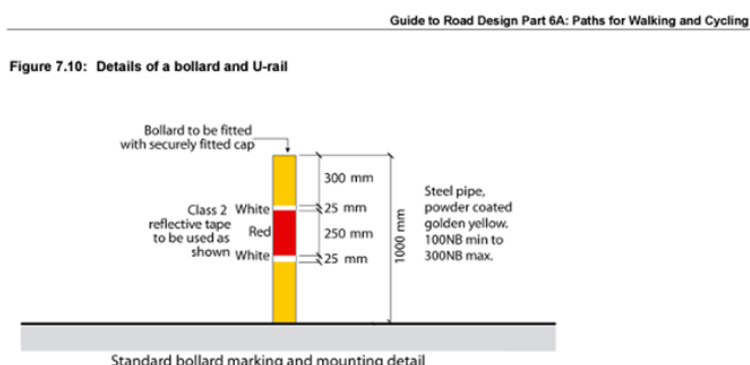 Guide to Road Design Part 6A: Paths for Walking and Cycling
Figure 7.10: Details of a bollard and U-rail
Bollard to be fitted
with securely fitted cap
300 mm
Class 2
reflective tape
to be used as
shown
White
Red
White
25 mm
250 mm
25 mm
1000 mm
Steel pipe,
powder coated
golden yellow.
100NB min to
300NB max.
Standard bollard marking and mounting detail